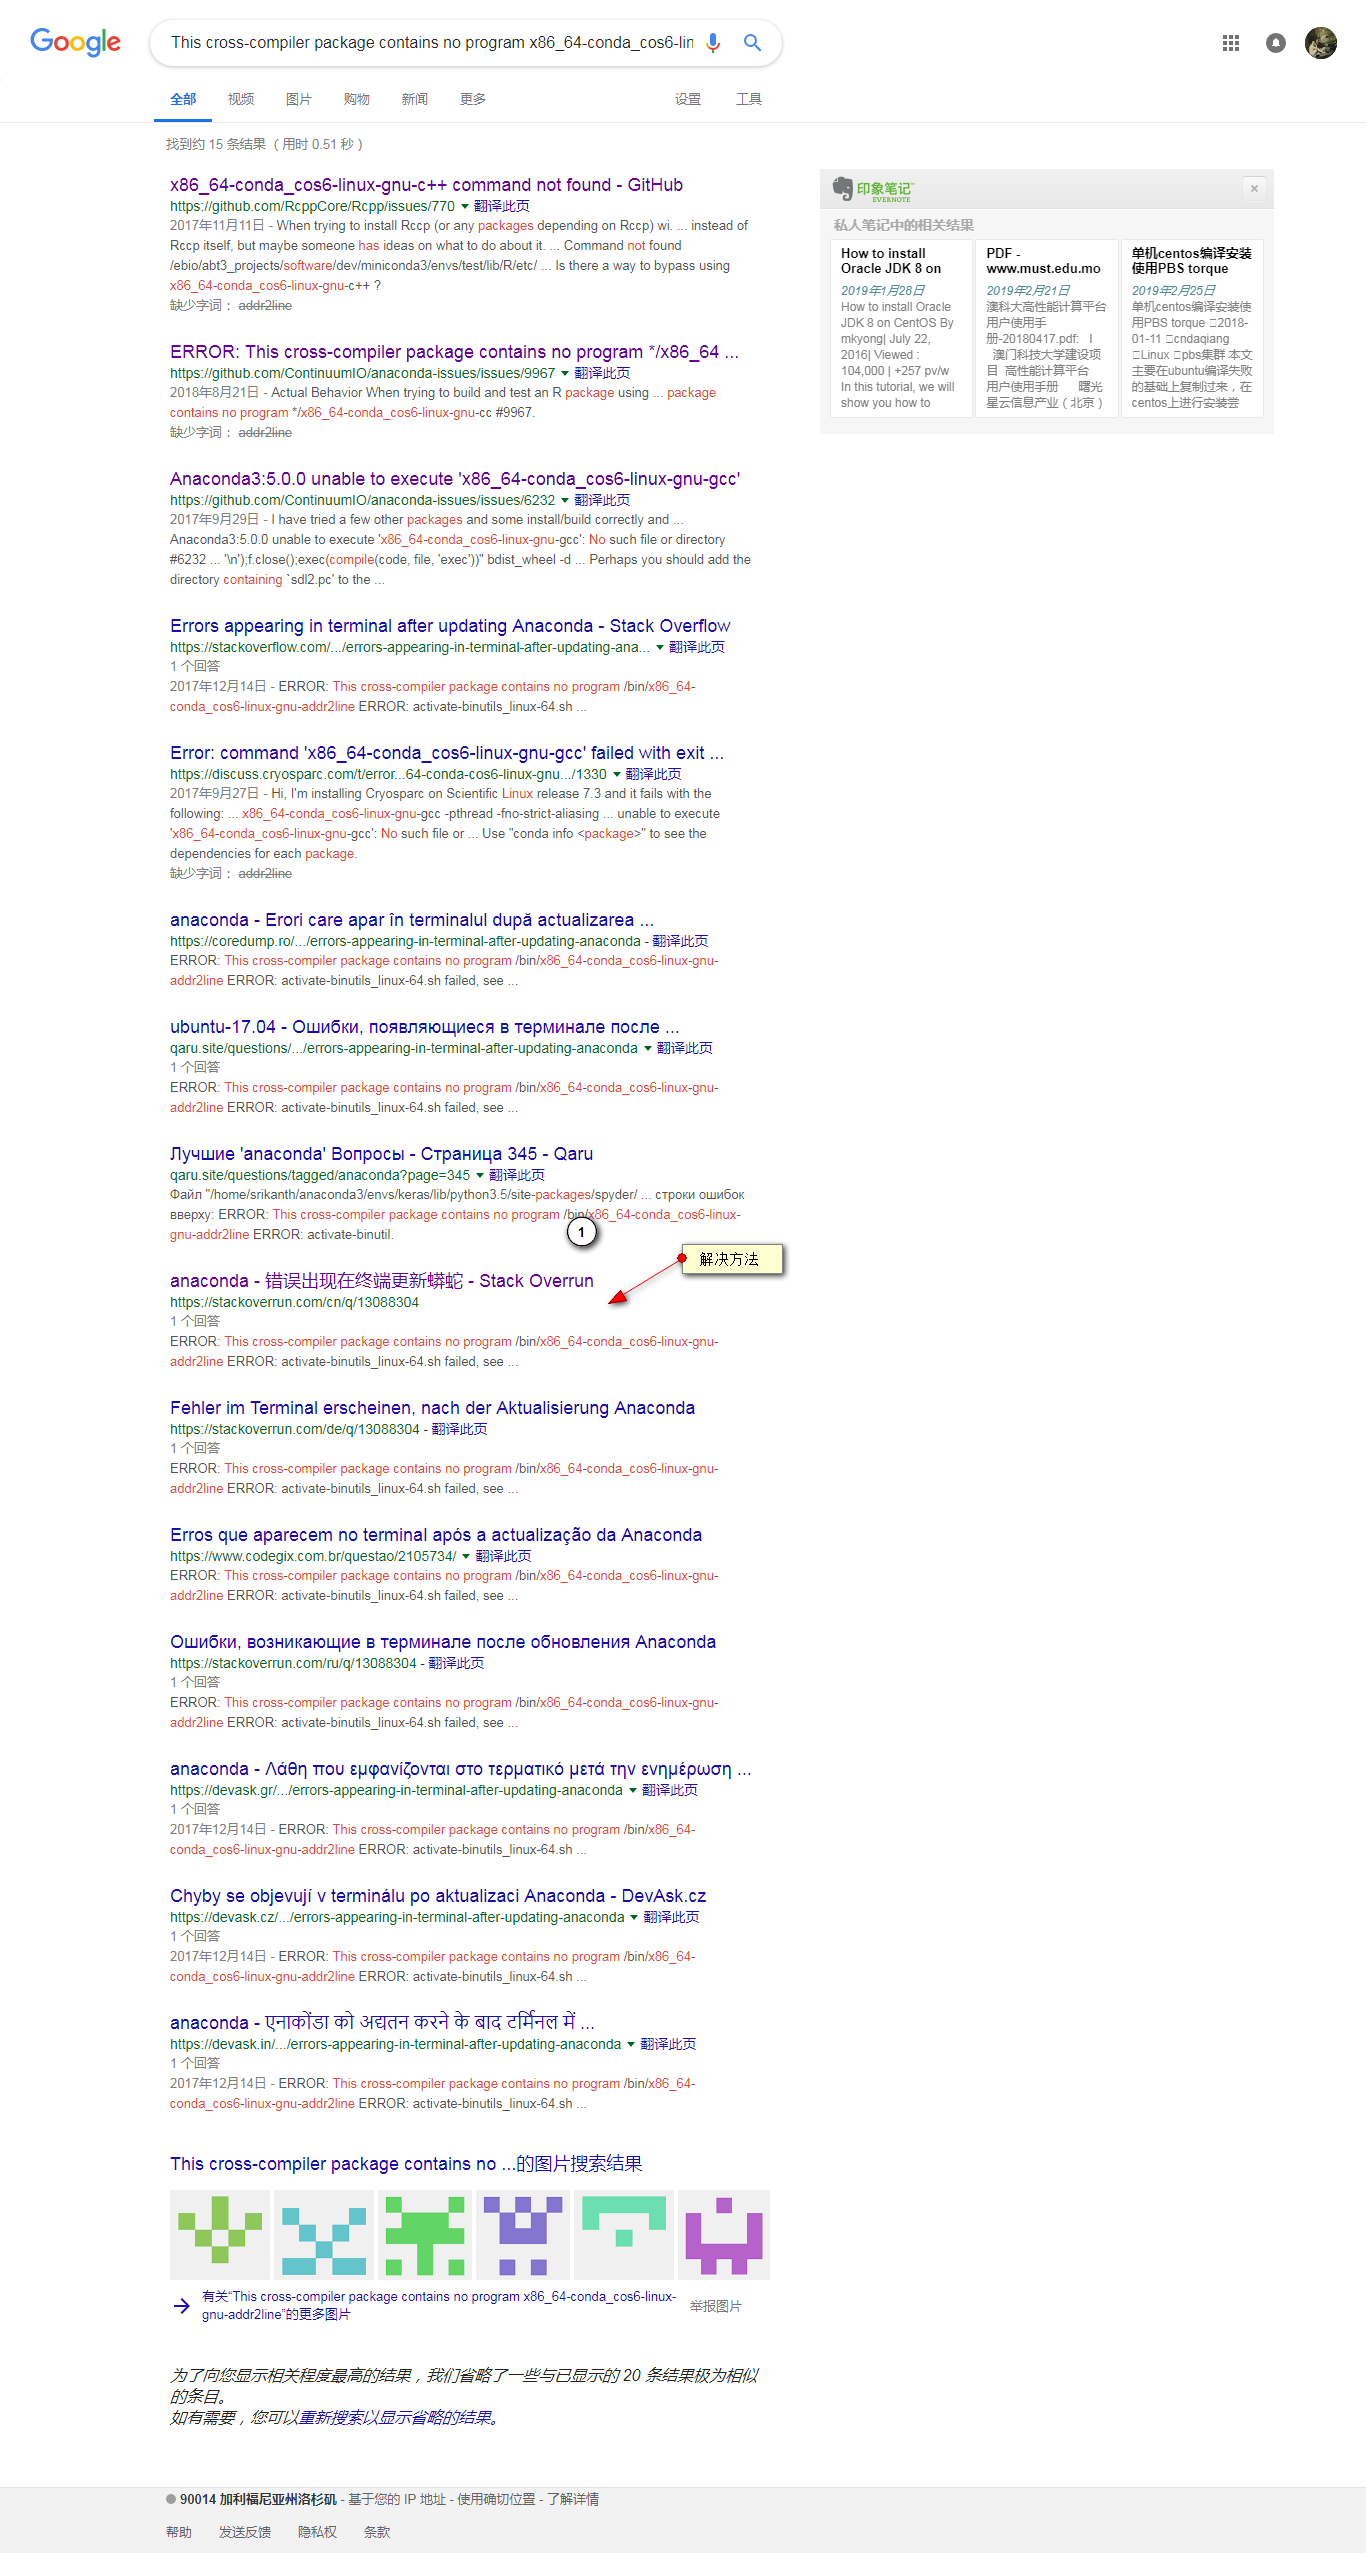 Google
This cross-compiler package contains no program x86_64-conda_cos6-lin
全部 视频 图片 购物 新闻 更多 设置 工具
找到约 15 条结果 （用时 0.51 秒）
x86_64-conda_cos6-linux-gnu-c++ command not found - GitHub
https://github.com/RcppCore/Rcpp/issues/770 翻译此页
2017年11月11日 - When trying to install Rccp (or any packages depending on Rccp) wi. ... instead of
Rccp itself, but maybe someone has ideas on what to do about it. ... Command not found
/ebio/abt3_projects/software/dev/miniconda3/envs/test/lib/R/etc/ ... Is there a way to bypass using
x86_64-conda_cos6-linux-gnu-c++ ?
缺少字词： addr2line
ERROR: This cross-compiler package contains no program */x86_64 ...
https://github.com/ContinuumIO/anaconda-issues/issues/9967 翻译此页
2018年8月21日 - Actual Behavior When trying to build and test an R package using ... package
contains no program */x86_64-conda_cos6-linux-gnu-cc #9967.
缺少字词： addr2line
Anaconda3:5.0.0 unable to execute 'x86_64-conda_cos6-linux-gnu-gcc'
https://github.com/ContinuumIO/anaconda-issues/issues/6232 翻译此页
2017年9月29日 - I have tried a few other packages and some install/build correctly and ...
Anaconda3:5.0.0 unable to execute 'x86_64-conda_cos6-linux-gnu-gcc': No such file or directory
#6232 ... '\n');f.close();exec(compile(code, file, 'exec'))" bdist_wheel -d ... Perhaps you should add the
directory containing `sdl2.pc' to the ...
Errors appearing in terminal after updating Anaconda - Stack Overflow
https://stackoverflow.com/.../errors-appearing-in-terminal-after-updating-ana... 翻译此页
1 个回答
2017年12月14日 - ERROR: This cross-compiler package contains no program /bin/x86_64-
conda_cos6-linux-gnu-addr2line ERROR: activate-binutils_linux-64.sh ...
Error: command 'x86_64-conda_cos6-linux-gnu-gcc' failed with exit ...
https://discuss.cryosparc.com/t/error...64-conda-cos6-linux-gnu.../1330 翻译此页
2017年9月27日 - Hi, I'm installing Cryosparc on Scientific Linux release 7.3 and it fails with the
following: ... x86_64-conda_cos6-linux-gnu-gcc -pthread -fno-strict-aliasing ... unable to execute
'x86_64-conda_cos6-linux-gnu-gcc': No such file or ... Use "conda info <package>" to see the
dependencies for each package.
缺少字词： addr2line
anaconda - Erori care apar în terminalul după actualizarea ...
https://coredump.ro/.../errors-appearing-in-terminal-after-updating-anaconda - 翻译此页
ERROR: This cross-compiler package contains no program /bin/x86_64-conda_cos6-linux-gnu-
addr2line ERROR: activate-binutils_linux-64.sh failed, see ...
ubuntu-17.04 - Ошибки, появляющиеся в терминале после ...
qaru.site/questions/.../errors-appearing-in-terminal-after-updating-anaconda 翻译此页
1 个回答
ERROR: This cross-compiler package contains no program /bin/x86_64-conda_cos6-linux-gnu-
addr2line ERROR: activate-binutils_linux-64.sh failed, see ...
Лучшие 'anaconda' Вопросы - Страница 345 - Qaru
qaru.site/questions/tagged/anaconda?page=345 翻译此页
Файл "/home/srikanth/anaconda3/envs/keras/lib/python3.5/site-packages/spyder/ ... строки ошибок
вверху: ERROR: This cross-compiler package contains no program /bin/x86_64-conda_cos6-linux-
gnu-addr2line ERROR: activate-binutil.
1
解决方法
anaconda - 错误出现在终端更新蟒蛇 - Stack Overrun
https://stackoverrun.com/cn/q/13088304
1 个回答
ERROR: This cross-compiler package contains no program /bin/x86_64-conda_cos6-linux-gnu-
addr2line ERROR: activate-binutils_linux-64.sh failed, see ...
Fehler im Terminal erscheinen, nach der Aktualisierung Anaconda
https://stackoverrun.com/de/q/13088304 - 翻译此页
1 个回答
ERROR: This cross-compiler package contains no program /bin/x86_64-conda_cos6-linux-gnu-
addr2line ERROR: activate-binutils_linux-64.sh failed, see ...
Erros que aparecem no terminal após a actualização da Anaconda
https://www.codegix.com.br/questao/2105734/ 翻译此页
ERROR: This cross-compiler package contains no program /bin/x86_64-conda_cos6-linux-gnu-
addr2line ERROR: activate-binutils_linux-64.sh failed, see ...
Ошибки, возникающие в терминале после обновления Anaconda
https://stackoverrun.com/ru/q/13088304 - 翻译此页
1 个回答
ERROR: This cross-compiler package contains no program /bin/x86_64-conda_cos6-linux-gnu-
addr2line ERROR: activate-binutils_linux-64.sh failed, see ...
anaconda - Λάθη που εμφανίζονται στο τερματικό μετά την ενημέρωση ...
https://devask.gr/.../errors-appearing-in-terminal-after-updating-anaconda 翻译此页
1 个回答
2017年12月14日 - ERROR: This cross-compiler package contains no program /bin/x86_64-
conda_cos6-linux-gnu-addr2line ERROR: activate-binutils_linux-64.sh ...
Chyby se objevují v terminálu po aktualizaci Anaconda - DevAsk.cz
https://devask.cz/.../errors-appearing-in-terminal-after-updating-anaconda 翻译此页
1 个回答
2017年12月14日 - ERROR: This cross-compiler package contains no program /bin/x86_64-
conda_cos6-linux-gnu-addr2line ERROR: activate-binutils_linux-64.sh ...
anaconda - एनाकोंडा को अद्यतन करने के बाद टर्मिनल में ...
https://devask.in/.../errors-appearing-in-terminal-after-updating-anaconda 翻译此页
1 个回答
2017年12月14日 - ERROR: This cross-compiler package contains no program /bin/x86_64-
conda_cos6-linux-gnu-addr2line ERROR: activate-binutils_linux-64.sh ...
This cross-compiler package contains no ...的图片搜索结果
有关“This cross-compiler package contains no program x86_64-conda_cos6-linux-
gnu-addr2line”的更多图片
举报图片
为了向您显示相关程度最高的结果，我们省略了一些与已显示的 20 条结果极为相似
的条目。
如有需要，您可以重新搜索以显示省略的结果。
印象笔记
EVERNOTE
私人笔记中的相关结果
How to install
Oracle JDK 8 on
2019年1月28日
How to install Oracle
JDK 8 on CentOS By
mkyong| July 22,
2016| Viewed :
104,000 | +257 pv/w
In this tutorial, we will
show you how to
PDF -
www.must.edu.mo
2019年2月21日
澳科大高性能计算平台
用户使用手
册-20180417.pdf: I
澳门科技大学建设项
目 高性能计算平台
用户使用手册 曙光
星云信息产业（北京）
单机centos编译安装
使用PBS torque
2019年2月25日
单机centos编译安装使
用PBS torque 2018-
01-11 cndaqiang
Linux pbs集群 本文
主要在ubuntu编译失败
的基础上复制过来，在
centos上进行安装尝
90014 加利福尼亚州洛杉矶 - 基于您的 IP 地址 - 使用确切位置 - 了解详情
帮助 发送反馈 隐私权 条款